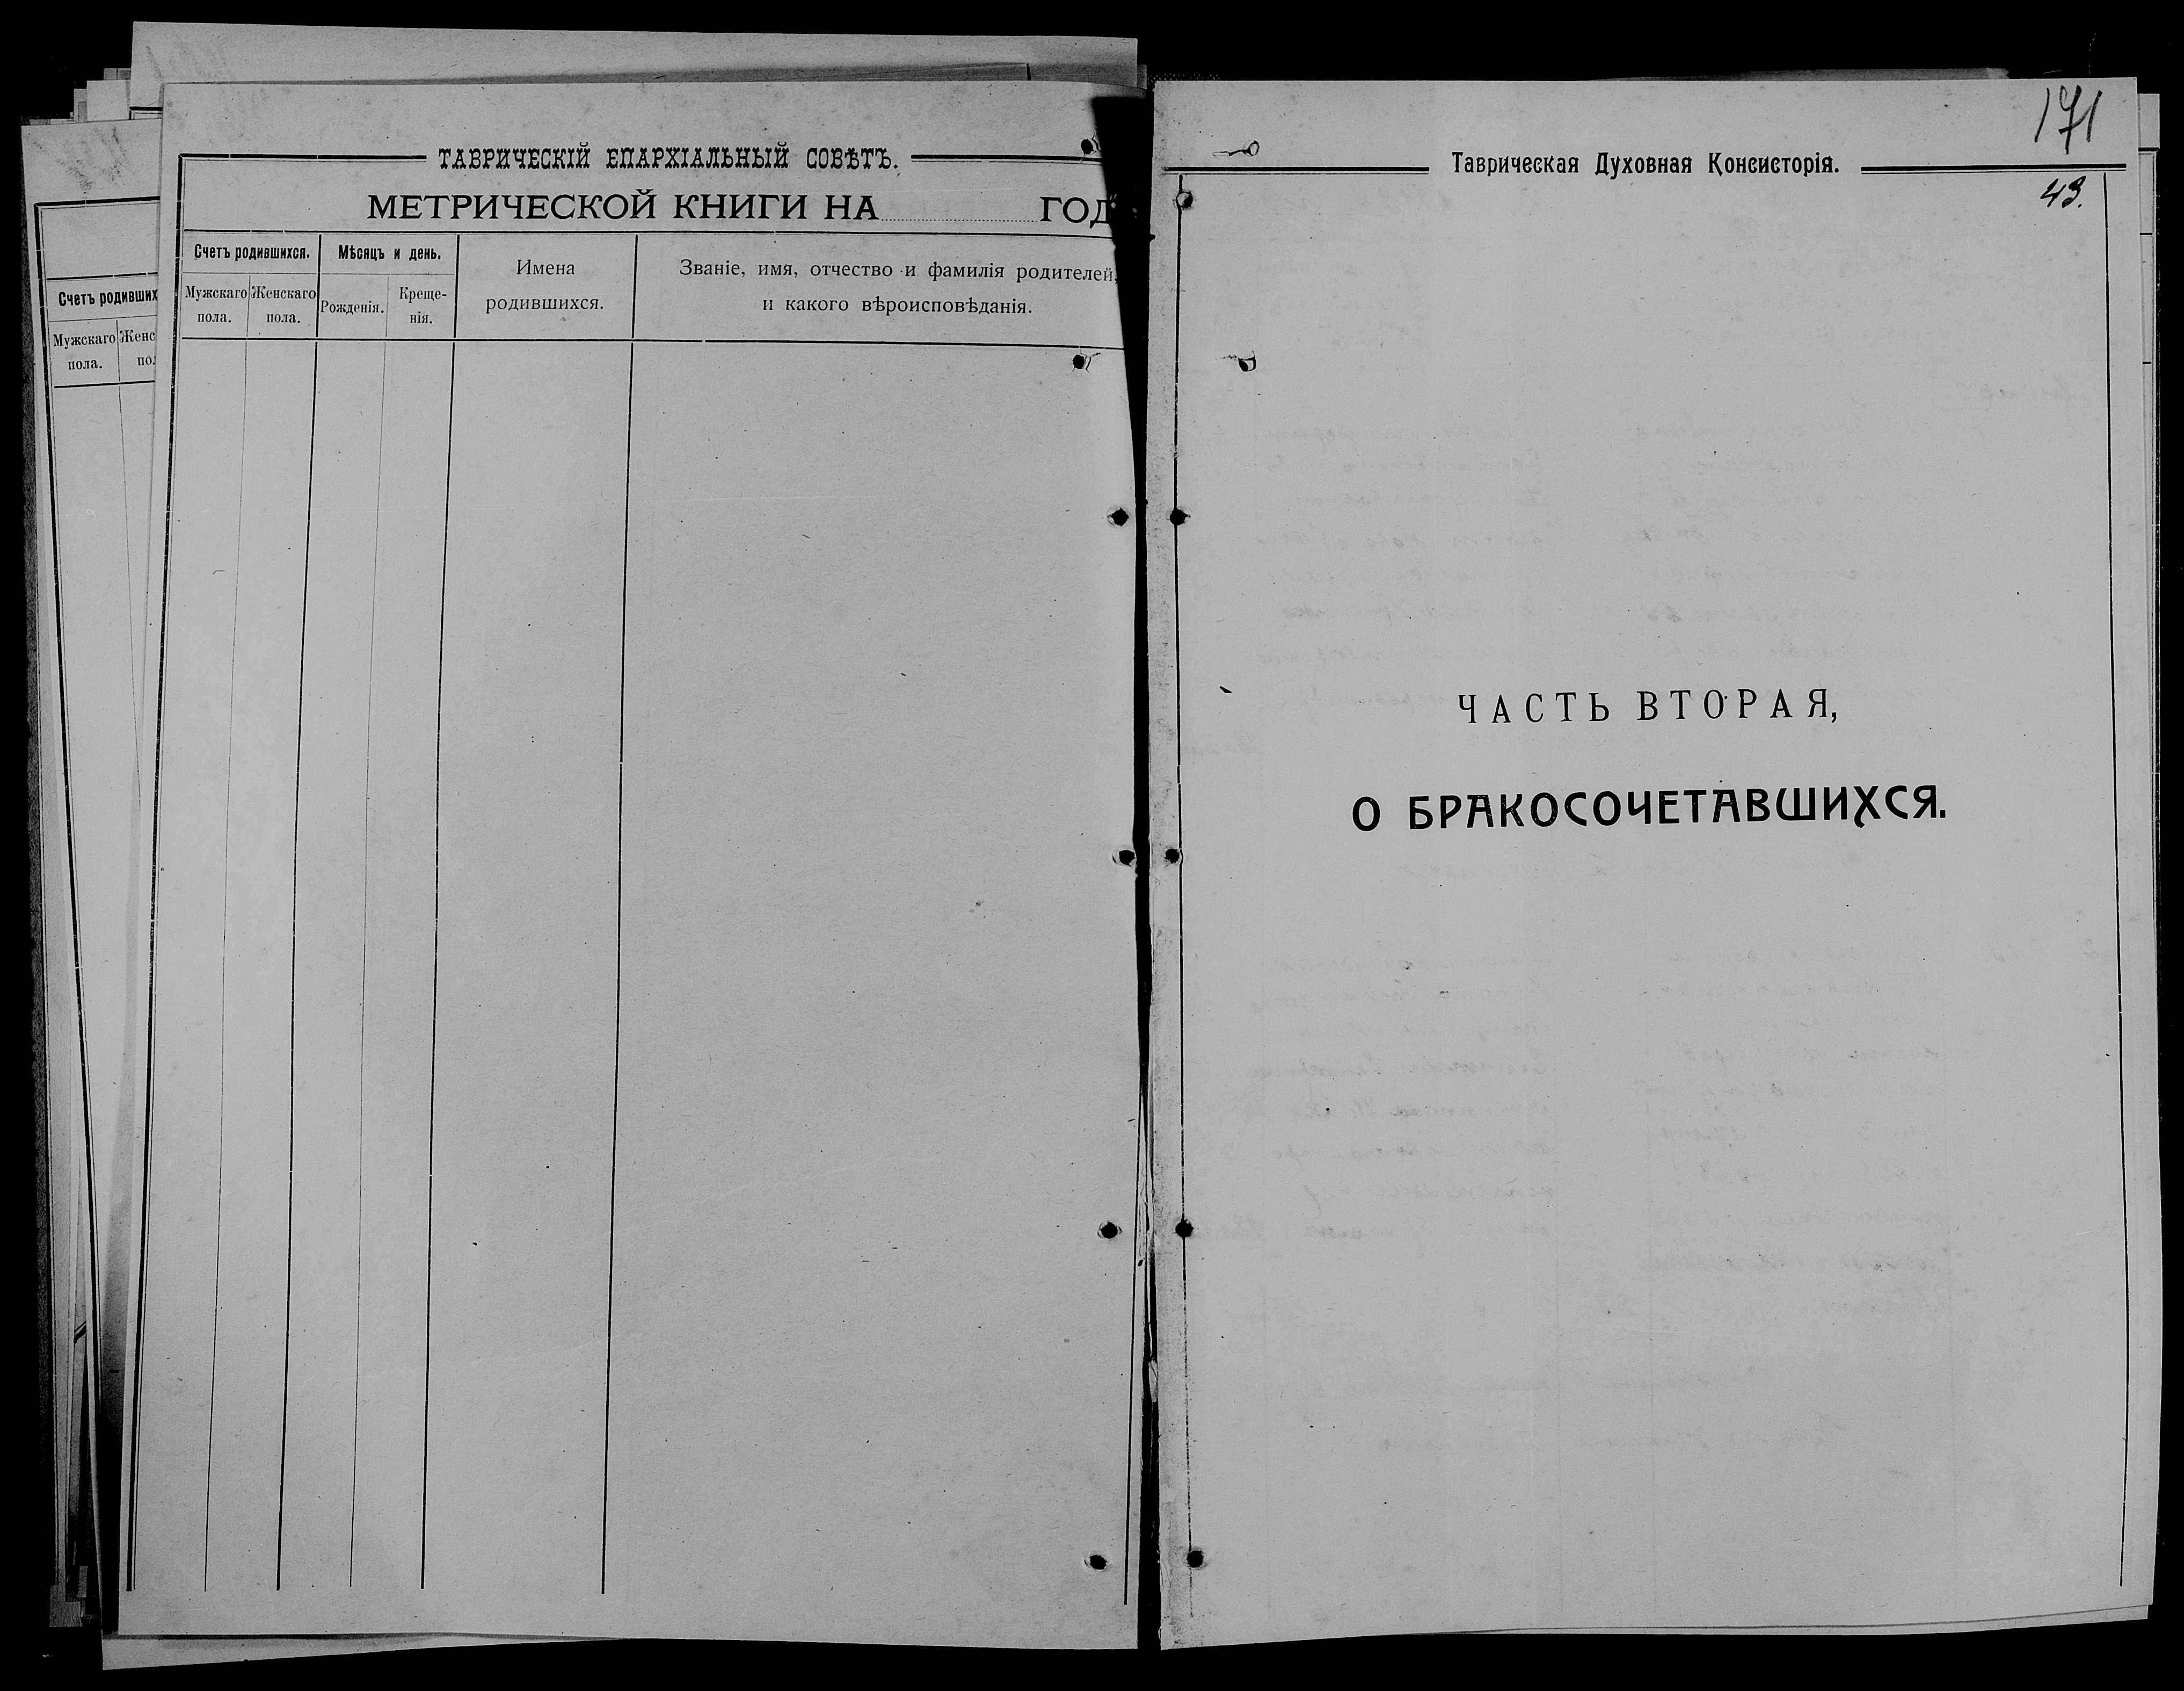 ТАВРИЧЕСКІЙ ЕПАРХІАЛЬНЫЙ СОВѢТЪ.
МЕТРИЧЕСКОЙ КНИГИ НА ГОД
Счетъ родившихся.
Мужскаго пола.
Женскаго пола.
Мѣсяцъ и день.
Рожденія.
Креще-
нія.
Имена
родившихся.
Званіе, имя, отчество и фамилія родителей,
и какого вѣроисповѣданія.
Счетъ родивших
Мужскаго
пола.
Женс
пол
171
Таврическая Духовная Консисторія.
43.
ЧАСТЬ ВТОРАЯ,
О БРАКОСОЧЕТАВШИХСЯ.